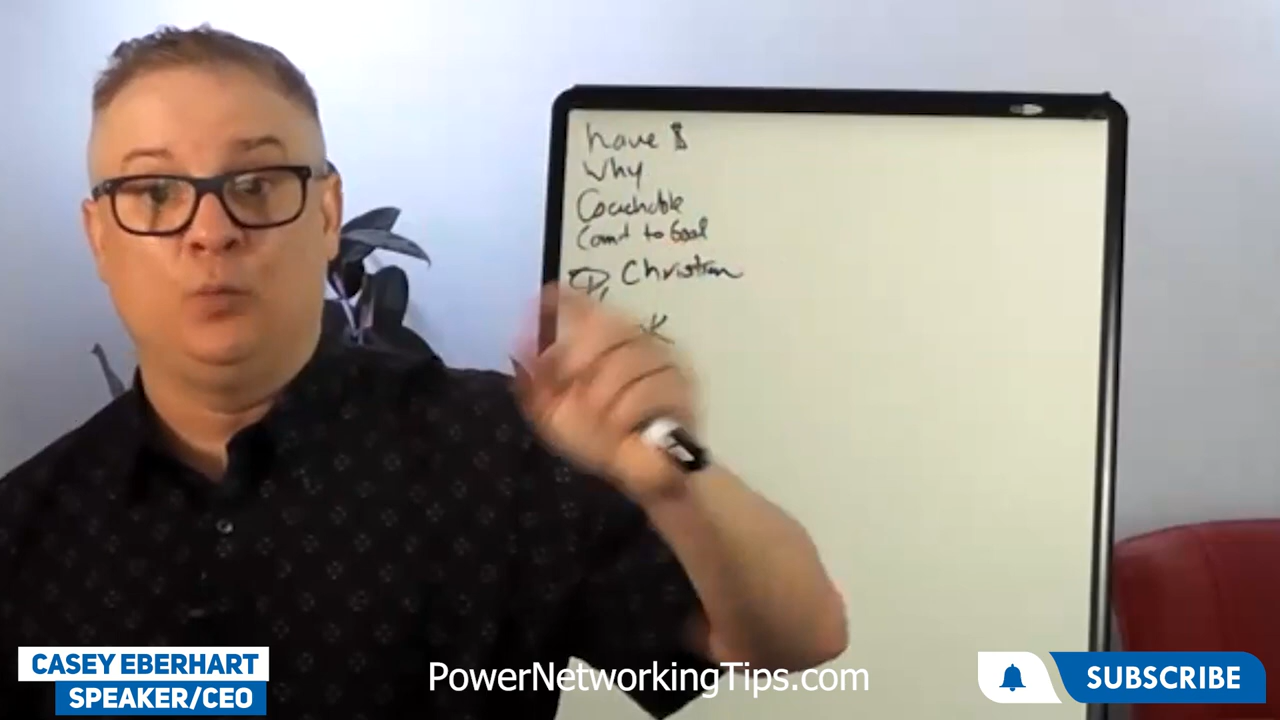 have $
Why
Coachable
Comt to Goal
Christian
CASEY EBERHART
SPEAKER/CEO
PowerNetworkingTips.com
SUBSCRIBE